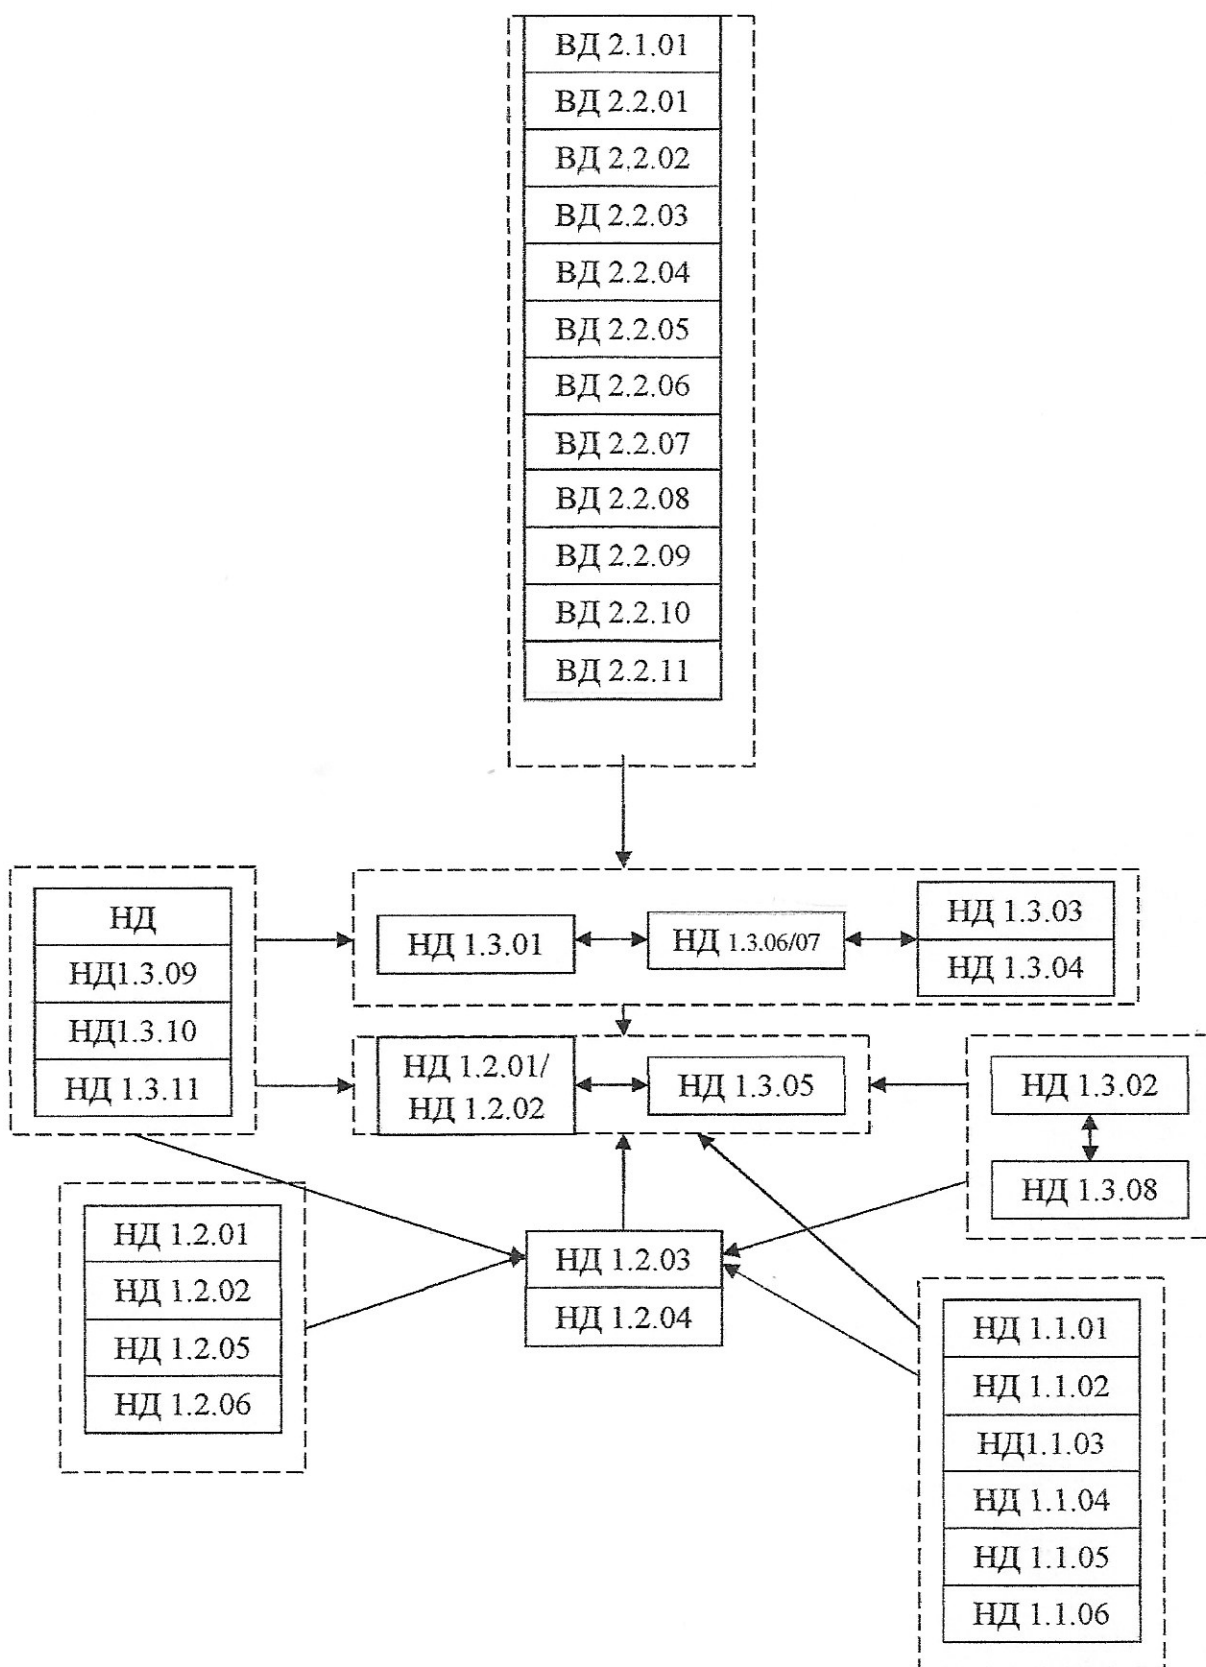 ВД 2.1.01
ВД 2.2.01
ВД 2.2.02
ВД 2.2.03
ВД 2.2.04
ВД 2.2.05
ВД 2.2.06
ВД 2.2.07
ВД 2.2.08
ВД 2.2.09
ВД 2.2.10
ВД 2.2.11
НД
НД1.3.09
НД1.3.10
НД 1.3.11
НД 1.3.01
НД 1.3.06/07
НД 1.3.03
НД 1.3.04
НД 1.2.01/
НД 1.2.02
НД 1.3.05
НД 1.3.02
НД 1.3.08
НД 1.2.01
НД 1.2.02
НД 1.2.05
НД 1.2.06
НД 1.2.03
НД 1.2.04
НД 1.1.01
НД 1.1.02
НД1.1.03
НД 1.1.04
НД 1.1.05
НД 1.1.06